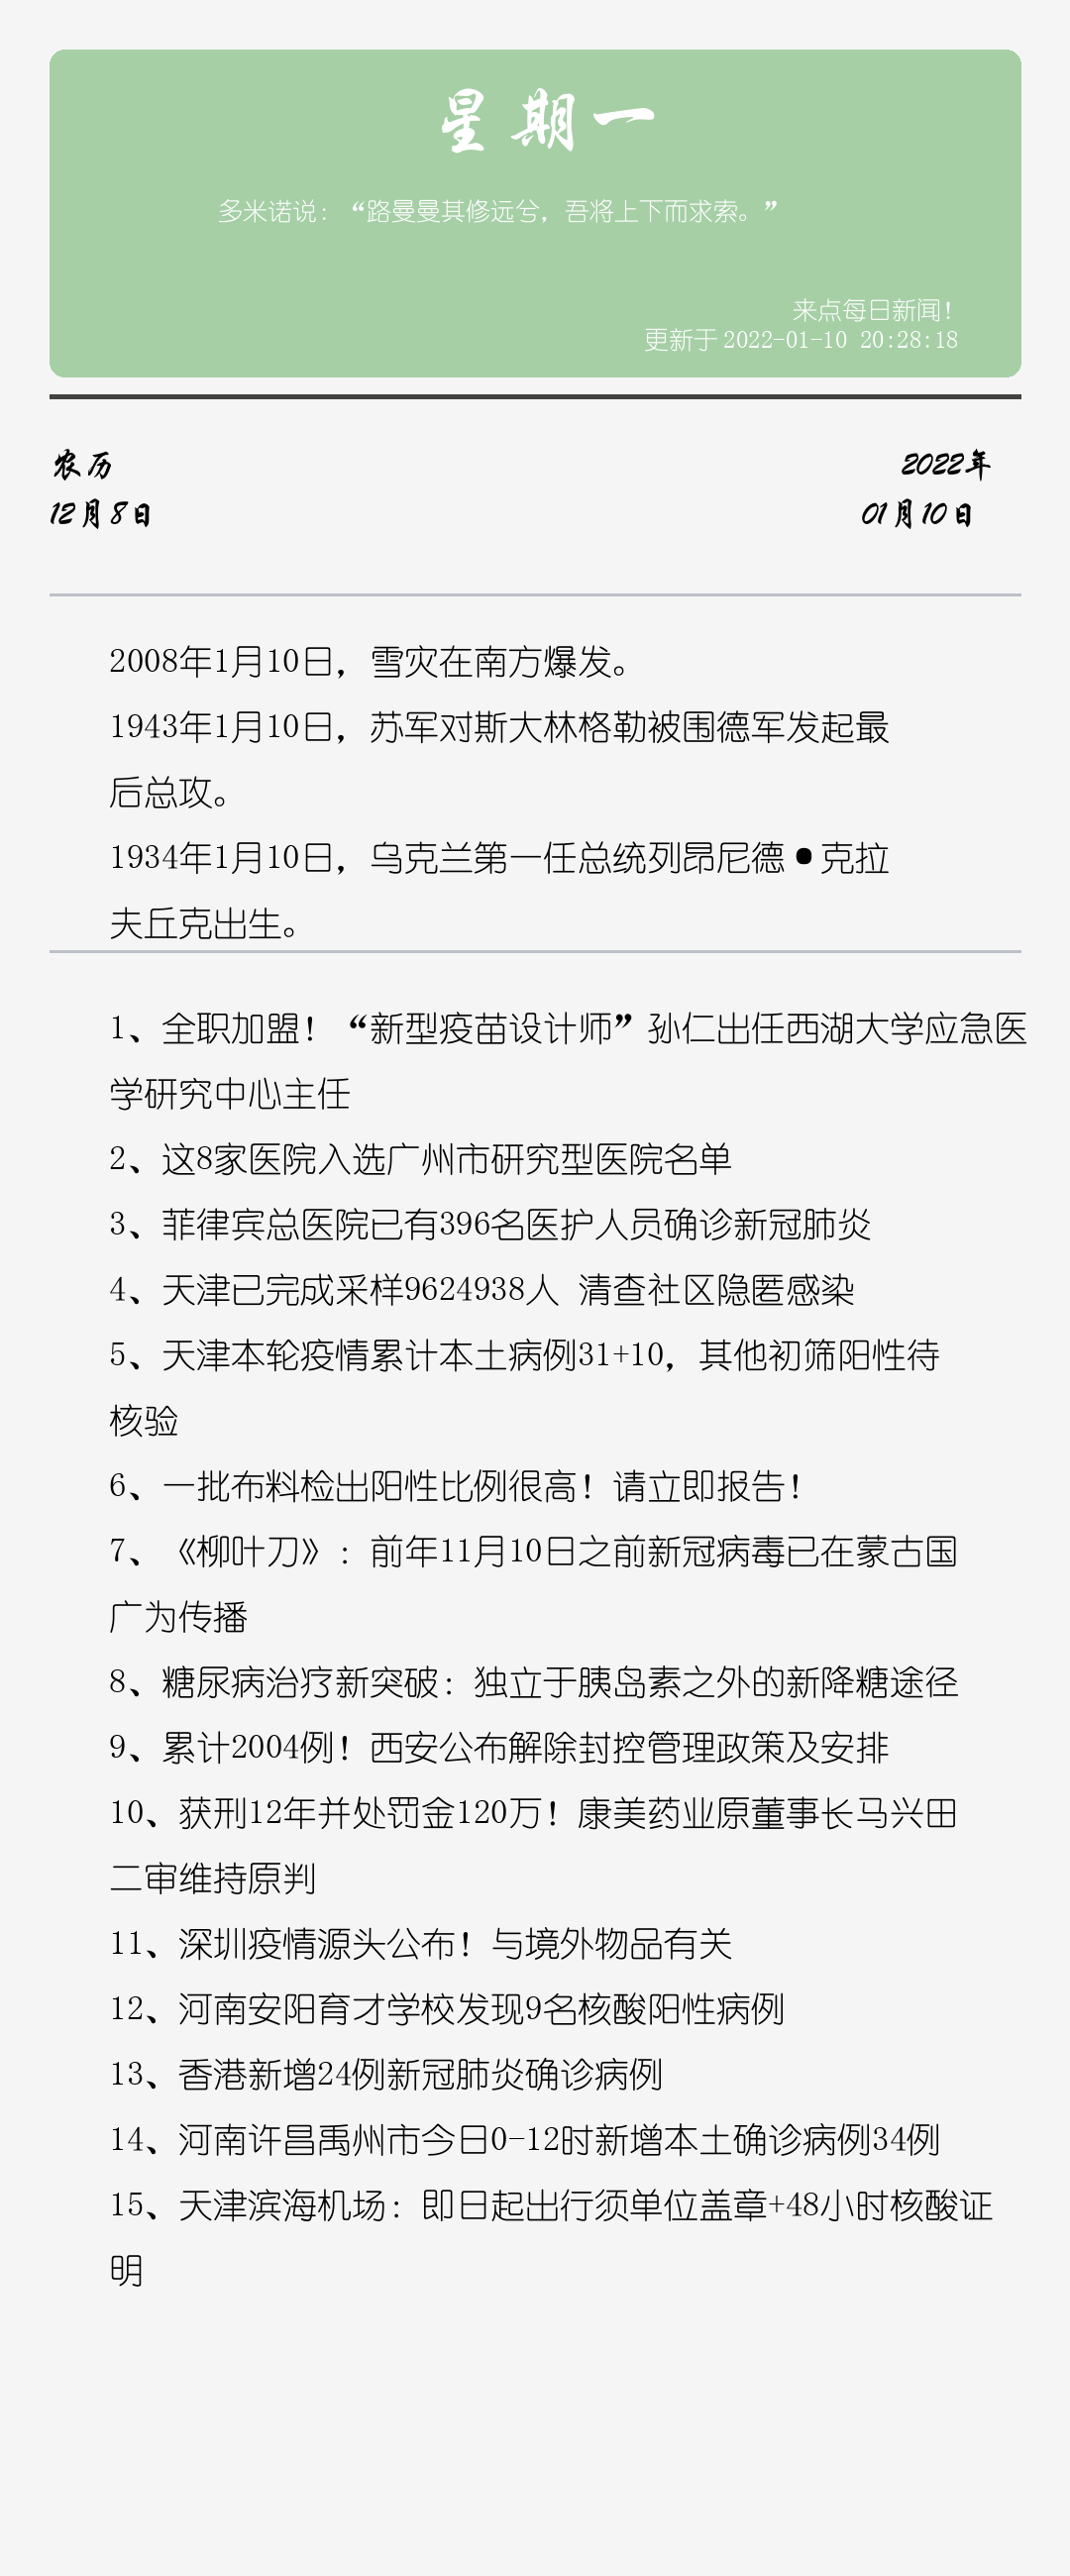 星期一
多米诺说：“路曼曼其修远兮，吾将上下而求索。”
来点每日新闻！
更新于 2022-01-10 20:28:18
农历
2022年
12月8日
01月10日
2008年1月10日，雪灾在南方爆发。
1943年1月10日，苏军对斯大林格勒被围德军发起最
后总攻。
1934年1月10日，乌克兰第一任总统列昂尼德•克拉
夫丘克出生。
1、全职加盟！“新型疫苗设计师”孙仁出任西湖大学应急医
学研究中心主任
2、这8家医院入选广州市研究型医院名单
3、菲律宾总医院已有396名医护人员确诊新冠肺炎
4、天津已完成采样9624938人 清查社区隐匿感染
5、天津本轮疫情累计本土病例31+10，其他初筛阳性待
核验
6、一批布料检出阳性比例很高！请立即报告！
7、《柳叶刀》：前年11月10日之前新冠病毒已在蒙古国
广为传播
8、糖尿病治疗新突破：独立于胰岛素之外的新降糖途径
9、累计2004例！西安公布解除封控管理政策及安排
10、获刑12年并处罚金120万！康美药业原董事长马兴田
二审维持原判
11、深圳疫情源头公布！与境外物品有关
12、河南安阳育才学校发现9名核酸阳性病例
13、香港新增24例新冠肺炎确诊病例
14、河南许昌禹州市今日0-12时新增本土确诊病例34例
15、天津滨海机场：即日起出行须单位盖章+48小时核酸证
明